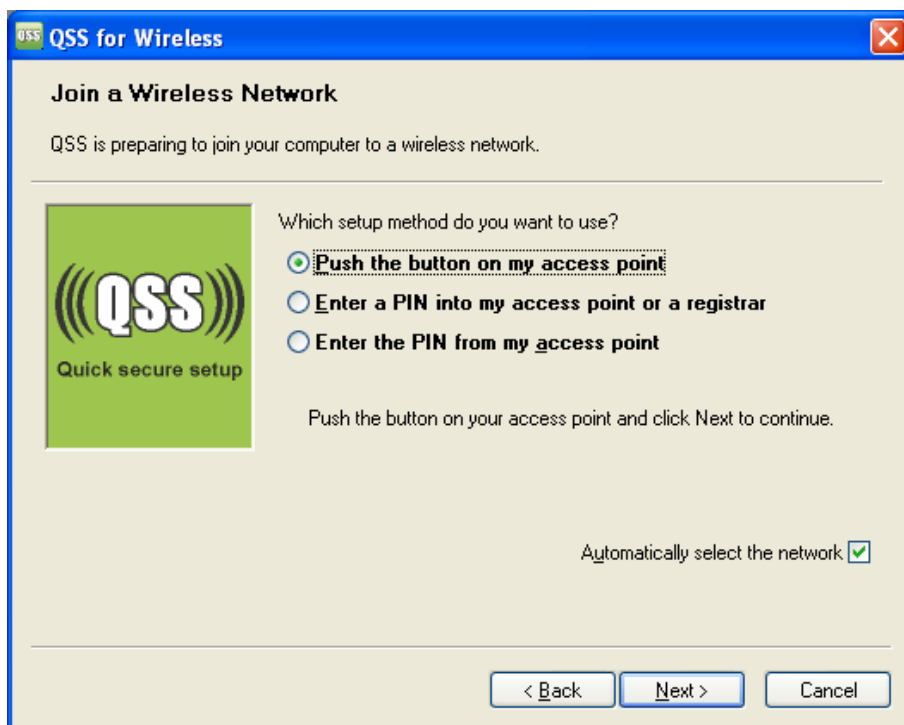 QSS QSS for Wireless
Join a Wireless Network
QSS is preparing to join your computer to a wireless network.
Which setup method do you want to use?
Push the button on my access point
Enter a PIN into my access point or a registrar
Enter the PIN from my access point
QSS
Quick secure setup
Push the button on your access point and click Next to continue.
Automatically select the network
< Back
Next >
Cancel